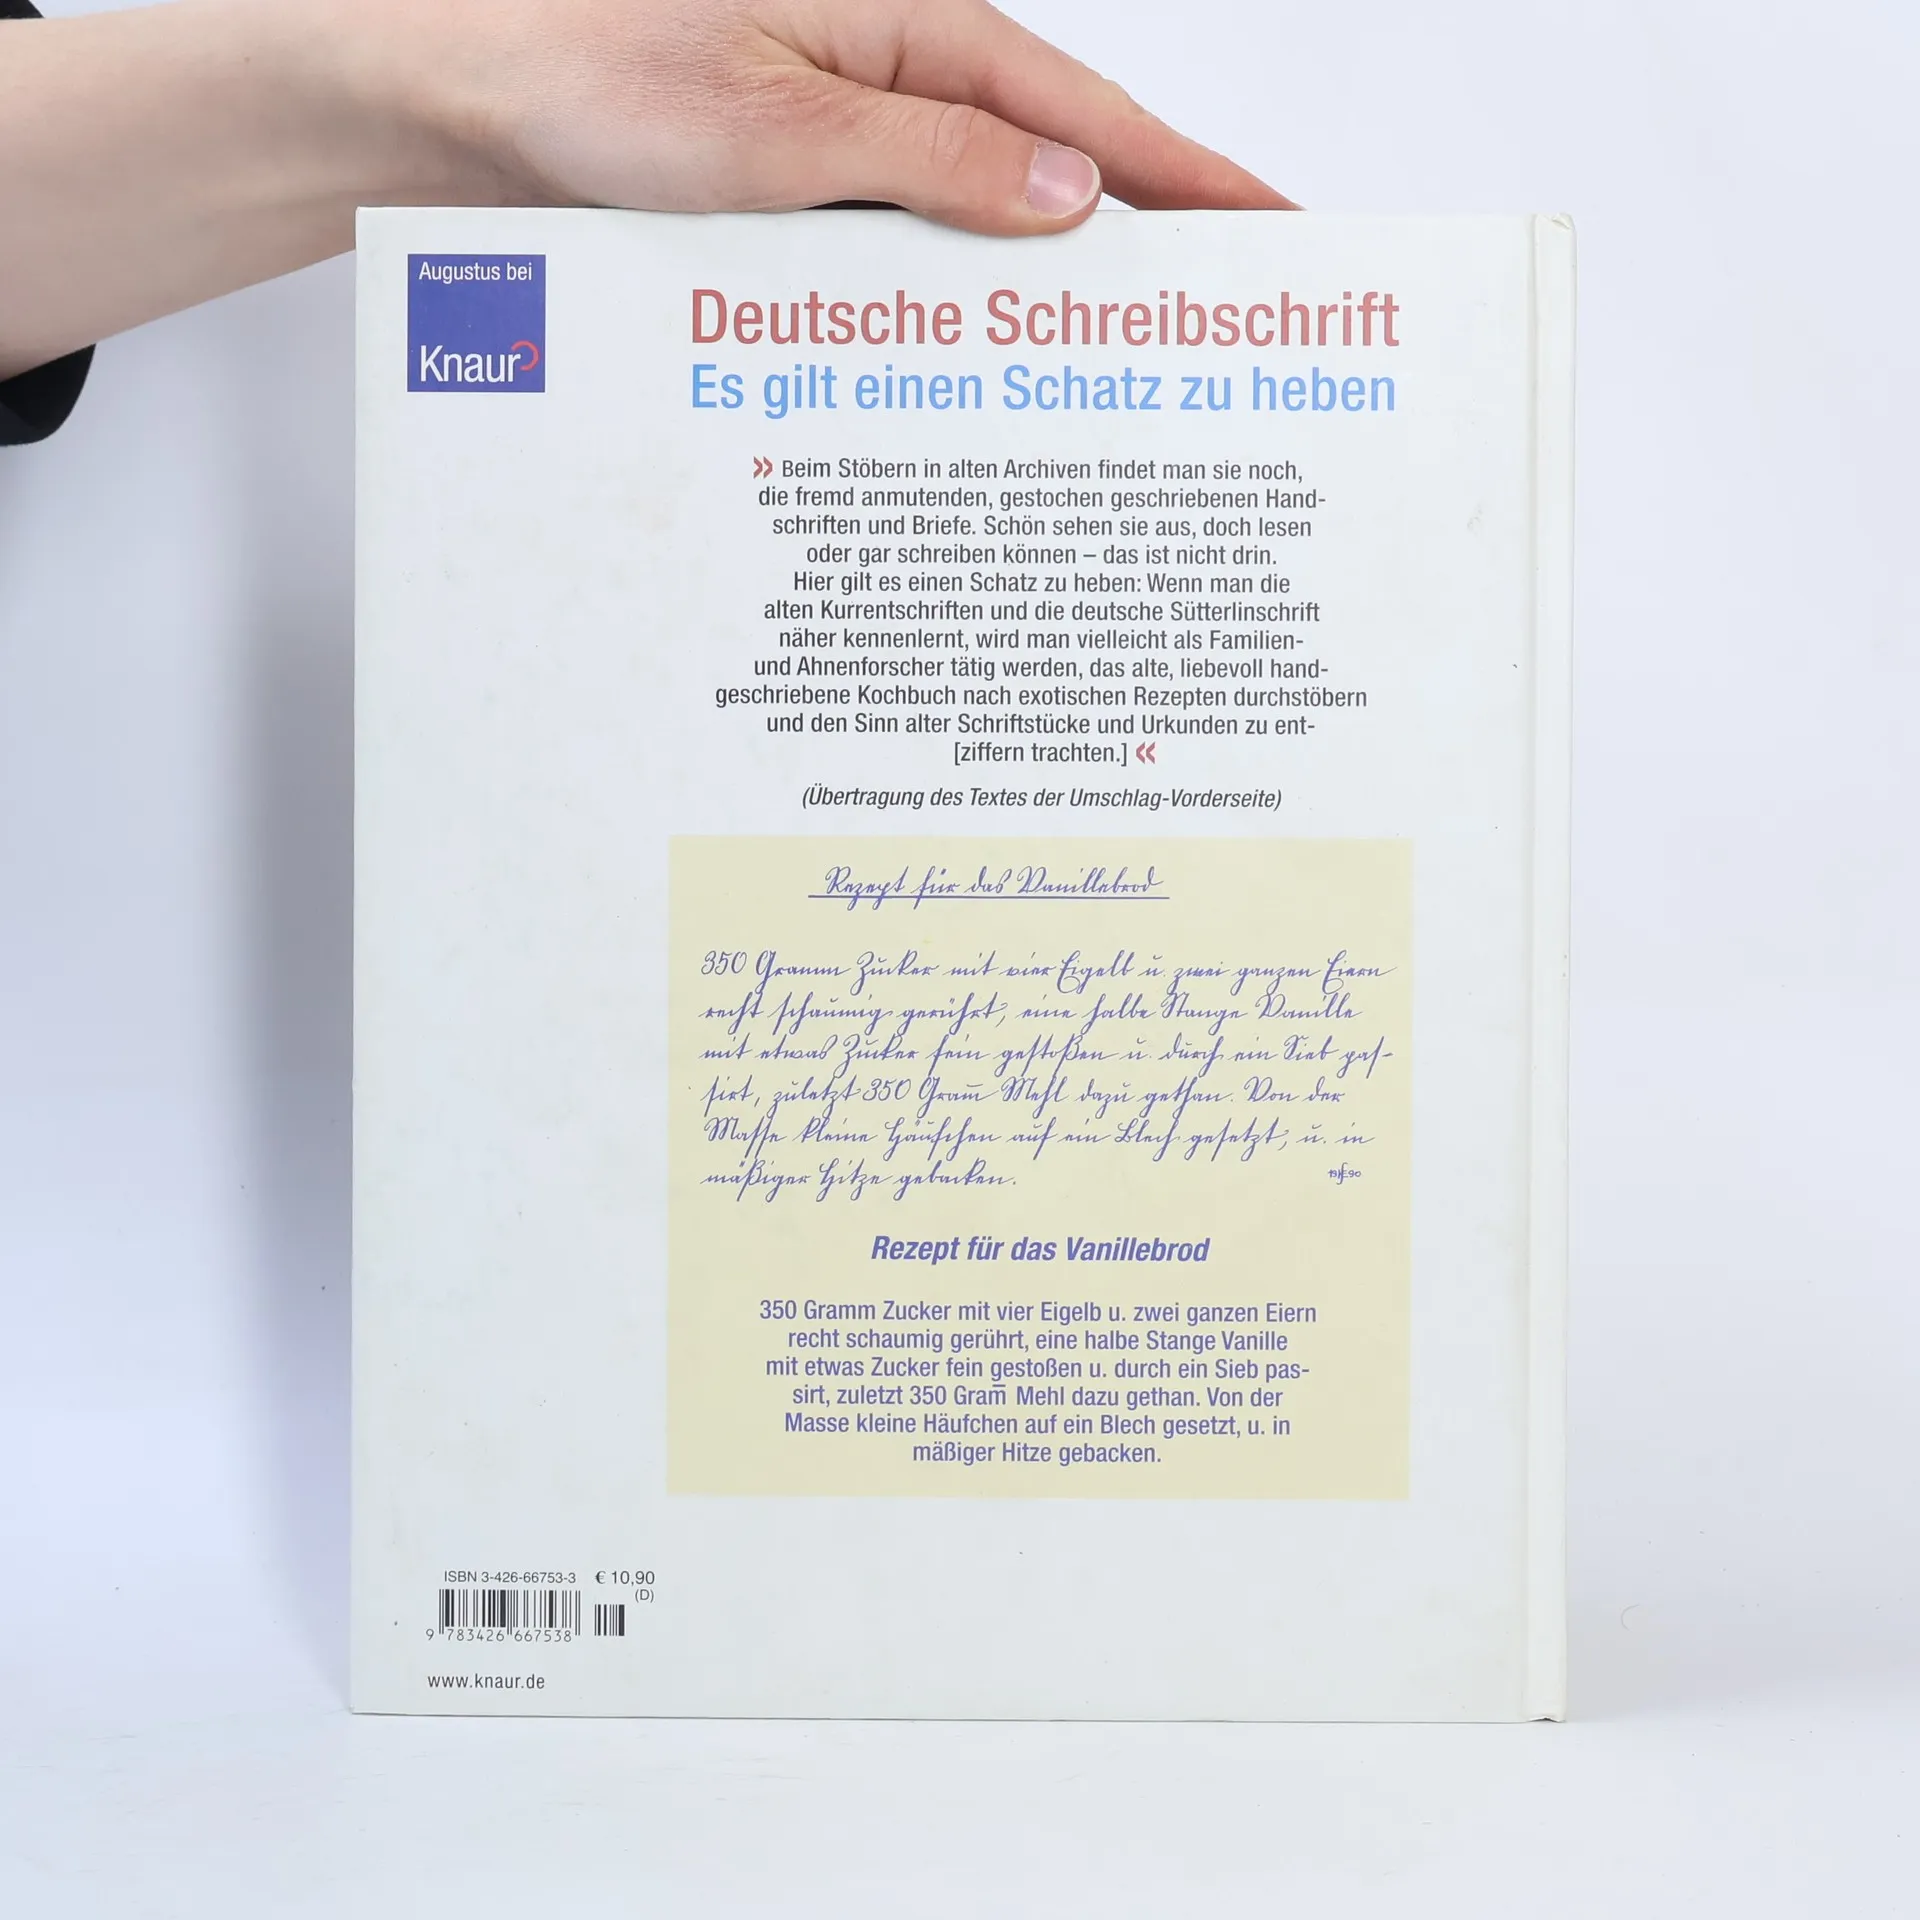 Augustus bei
Knaur
Deutsche Schreibschrift
Es gilt einen Schatz zu heben
» Beim Stöbern in alten Archiven findet man sie noch,
die fremd anmutenden, gestochen geschriebenen Hand-
schriften und Briefe. Schön sehen sie aus, doch lesen
oder gar schreiben können – das ist nicht drin.
Hier gilt es einen Schatz zu heben: Wenn man die
alten Kurrentschriften und die deutsche Sütterlinschrift
näher kennenlernt, wird man vielleicht als Familien-
und Ahnenforscher tätig werden, das alte, liebevoll hand-
geschriebene Kochbuch nach exotischen Rezepten durchstöbern
und den Sinn alter Schriftstücke und Urkunden zu ent-
[ziffern trachten.] «
(Übertragung des Textes der Umschlag-Vorderseite)
Rezept für das Vanillebrod
350 Gramm Zucker mit vier Eigelb u. zwei ganzen Eiern
recht schaumig gerührt, eine halbe Stange Vanille
mit etwas Zucker fein gestoßen u. durch ein Sieb pas-
sirt, zuletzt 350 Gram̅ Mehl dazu gethan. Von der
Masse kleine Häufchen auf ein Blech gesetzt, u. in
mäßiger Hitze gebacken.
Rezept für das Vanillebrod
350 Gramm Zucker mit vier Eigelb u. zwei ganzen Eiern
recht schaumig gerührt, eine halbe Stange Vanille
mit etwas Zucker fein gestoßen u. durch ein Sieb pas-
sirt, zuletzt 350 Gram̅ Mehl dazu gethan. Von der
Masse kleine Häufchen auf ein Blech gesetzt, u. in
mäßiger Hitze gebacken.
ISBN 3-426-66753-3 € 10,90
(D)
9 783426 667538
www.knaur.de